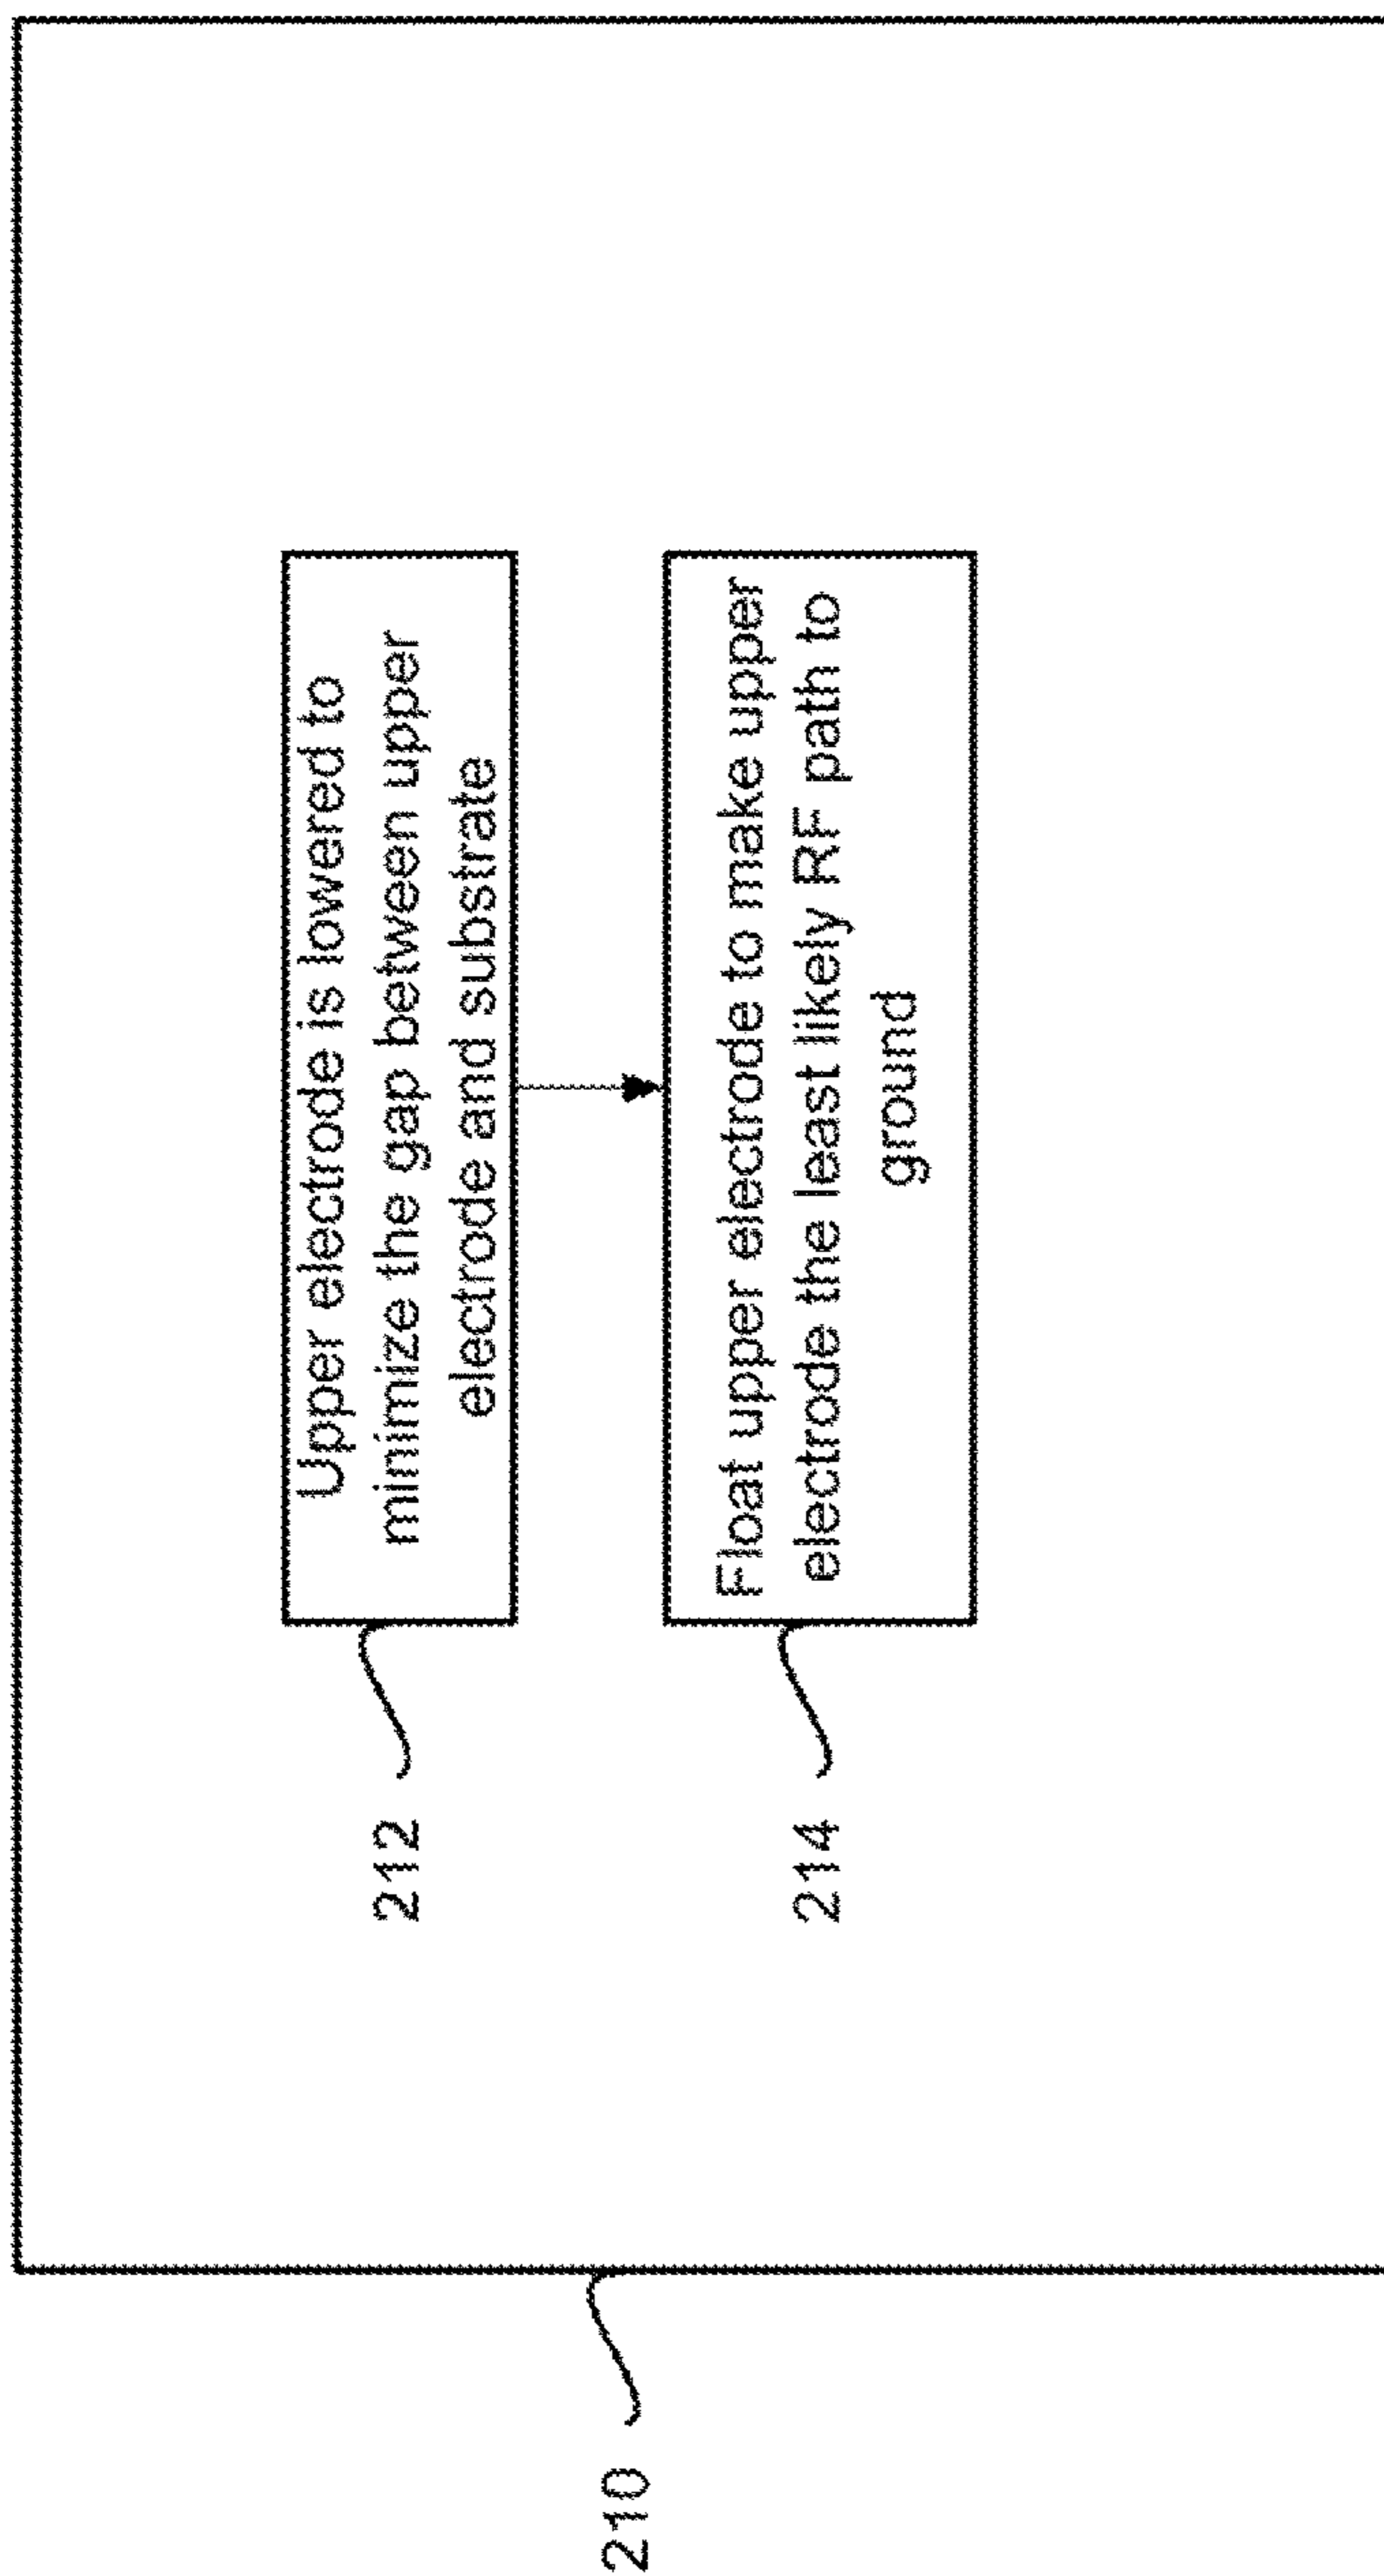 210
212
Upper electrode is lowered to
minimize the gap between upper
electrode and substrate
214
Float upper electrode to make upper
electrode the least likely RF path to
ground